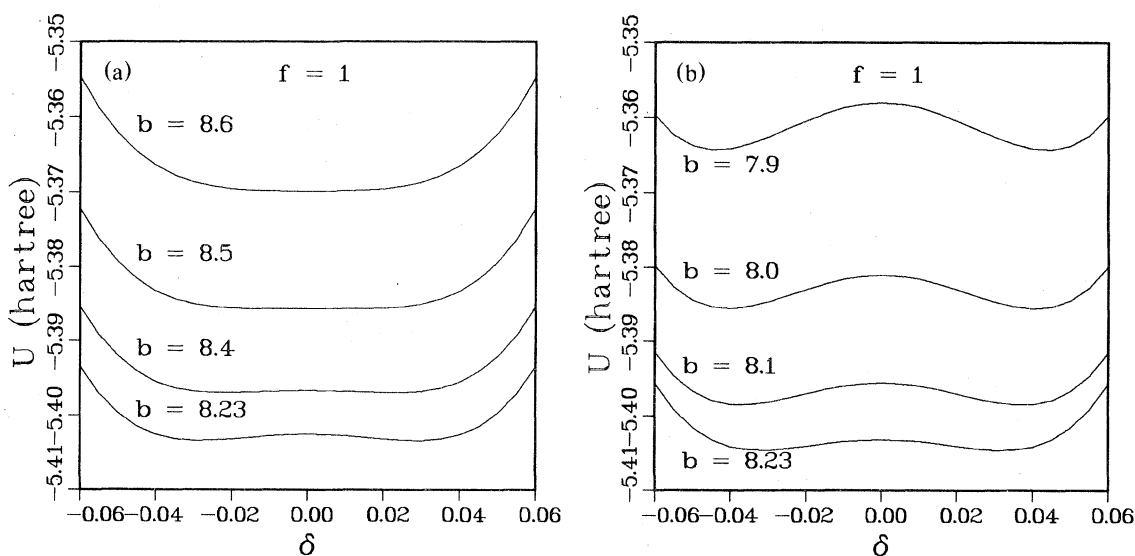 (a)
f = 1
b = 8.6
b = 8.5
b = 8.4
b = 8.23
U (hartree)
-5.35
-5.36
-5.37
-5.38
-5.39
-5.40
-5.41
-0.06 -0.04 -0.02 0.00 0.02 0.04 0.06
δ
(b)
f = 1
b = 7.9
b = 8.0
b = 8.1
b = 8.23
U (hartree)
-5.35
-5.36
-5.37
-5.38
-5.39
-5.40
-5.41
-0.06 -0.04 -0.02 0.00 0.02 0.04 0.06
δ